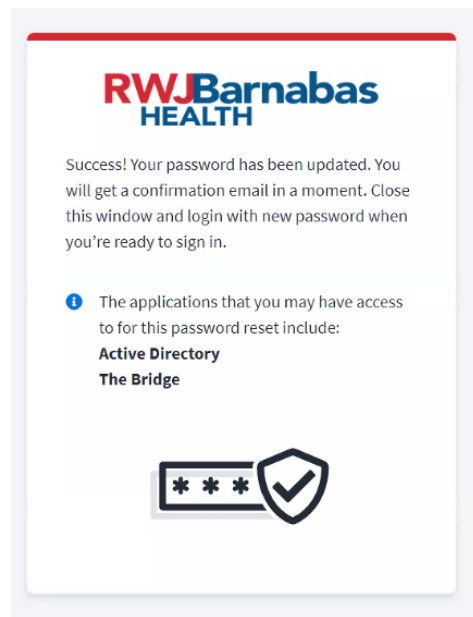 RWJBarnabas
HEALTH
Success! Your password has been updated. You
will get a confirmation email in a moment. Close
this window and login with new password when
you're ready to sign in.
The applications that you may have access
to for this password reset include:
Active Directory
The Bridge
* * *